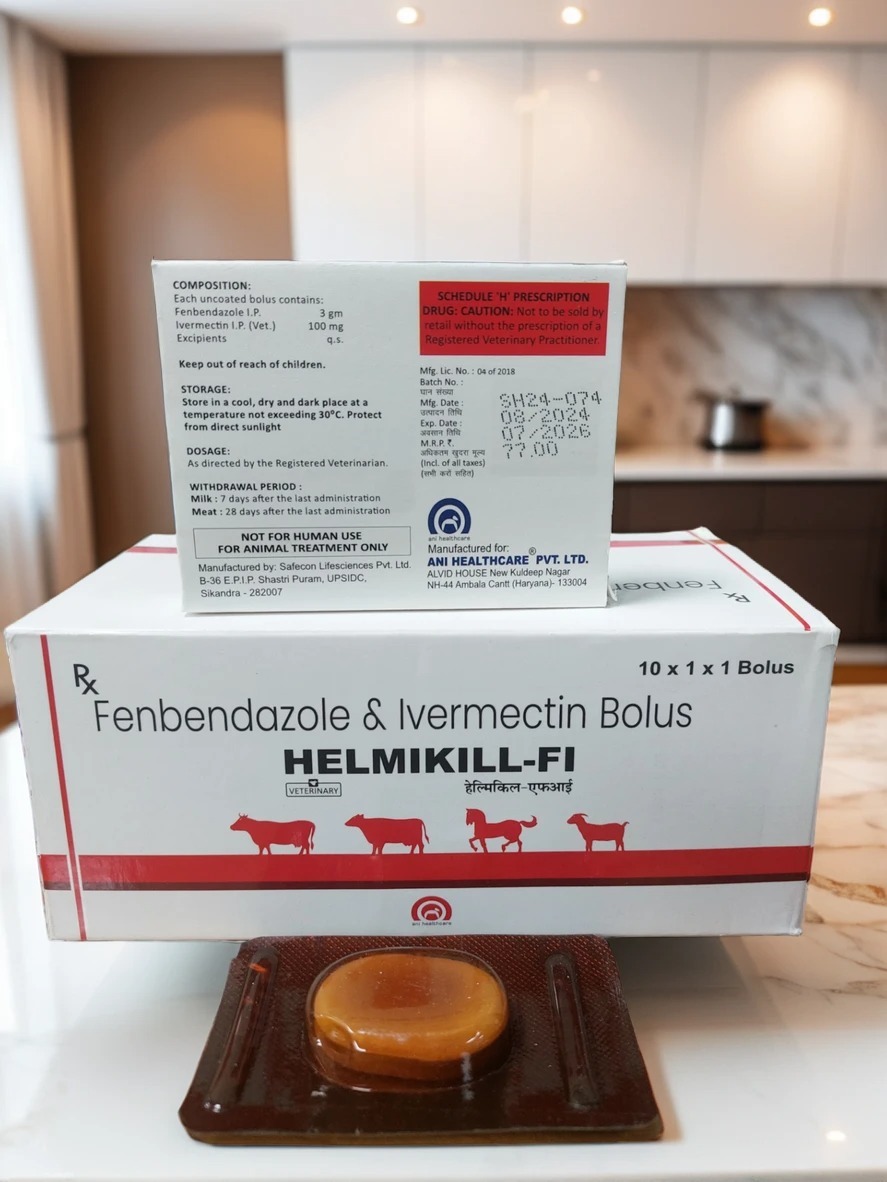 COMPOSITION:
Each uncoated bolus contains:
Fenbendazole I.P. 3 gm
Ivermectin I.P. (Vet.) 100 mg
Excipients q.s.
Keep out of reach of children.
STORAGE:
Store in a cool, dry and dark place at a
temperature not exceeding 30°C. Protect
from direct sunlight
DOSAGE:
As directed by the Registered Veterinarian.
WITHDRAWAL PERIOD :
Milk : 7 days after the last administration
Meat : 28 days after the last administration
NOT FOR HUMAN USE
FOR ANIMAL TREATMENT ONLY
Manufactured by: Safecon Lifesciences Pvt. Ltd.
B-36 E.P.I.P. Shastri Puram, UPSIDC,
Sikandra - 282007
SCHEDULE 'H' PRESCRIPTION
DRUG: CAUTION: Not to be sold by
retail without the prescription of a
Registered Veterinary Practitioner.
Mfg. Lic. No. : 04 of 2018
Batch No. : SH24-074
घान संख्या
Mfg. Date : 08/2024
उत्पादन तिथि
Exp. Date : 07/2026
अवसान तिथि
M.R.P. ₹. 77.00
अधिकतम खुदरा मूल्य
(Incl. of all taxes)
(सभी करों सहित)
ani healthcare
Manufactured for:
ANI HEALTHCARE® PVT. LTD.
ALVID HOUSE New Kuldeep Nagar
NH-44 Ambala Cantt (Haryana)- 133004
Rx
Fenben
10 x 1 x 1 Bolus
Rx
Fenbendazole & Ivermectin Bolus
HELMIKILL-FI
VETERINARY
हेल्मिकिल-एफआई
ani healthcare